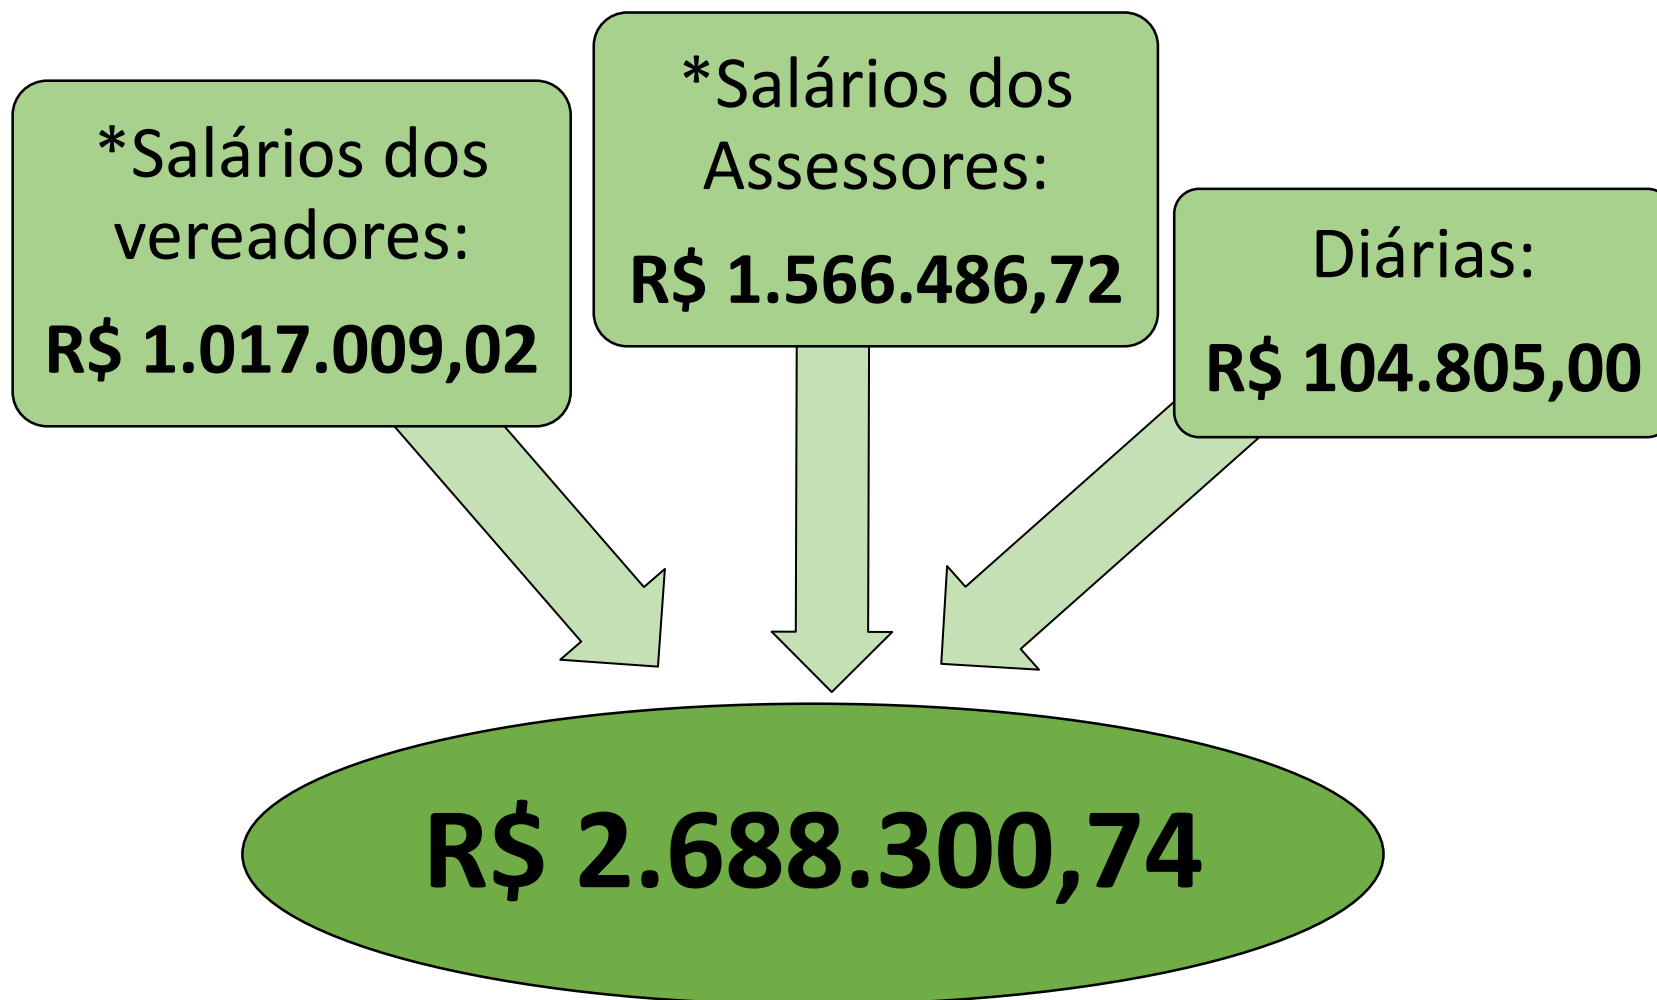 *Salários dos
vereadores:
R$ 1.017.009,02
*Salários dos
Assessores:
R$ 1.566.486,72
Diárias:
R$ 104.805,00
R$ 2.688.300,74